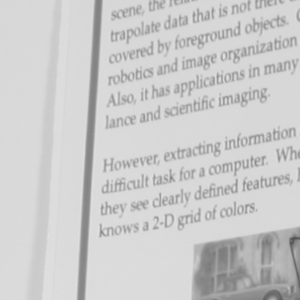 scene, the
trapolate data that is not there
covered by foreground objects.
robotics and image organization
Also, it has applications in many
lance and scientific imaging.
However, extracting information
difficult task for a computer. Whe
they see clearly defined features,
knows a 2-D grid of colors.